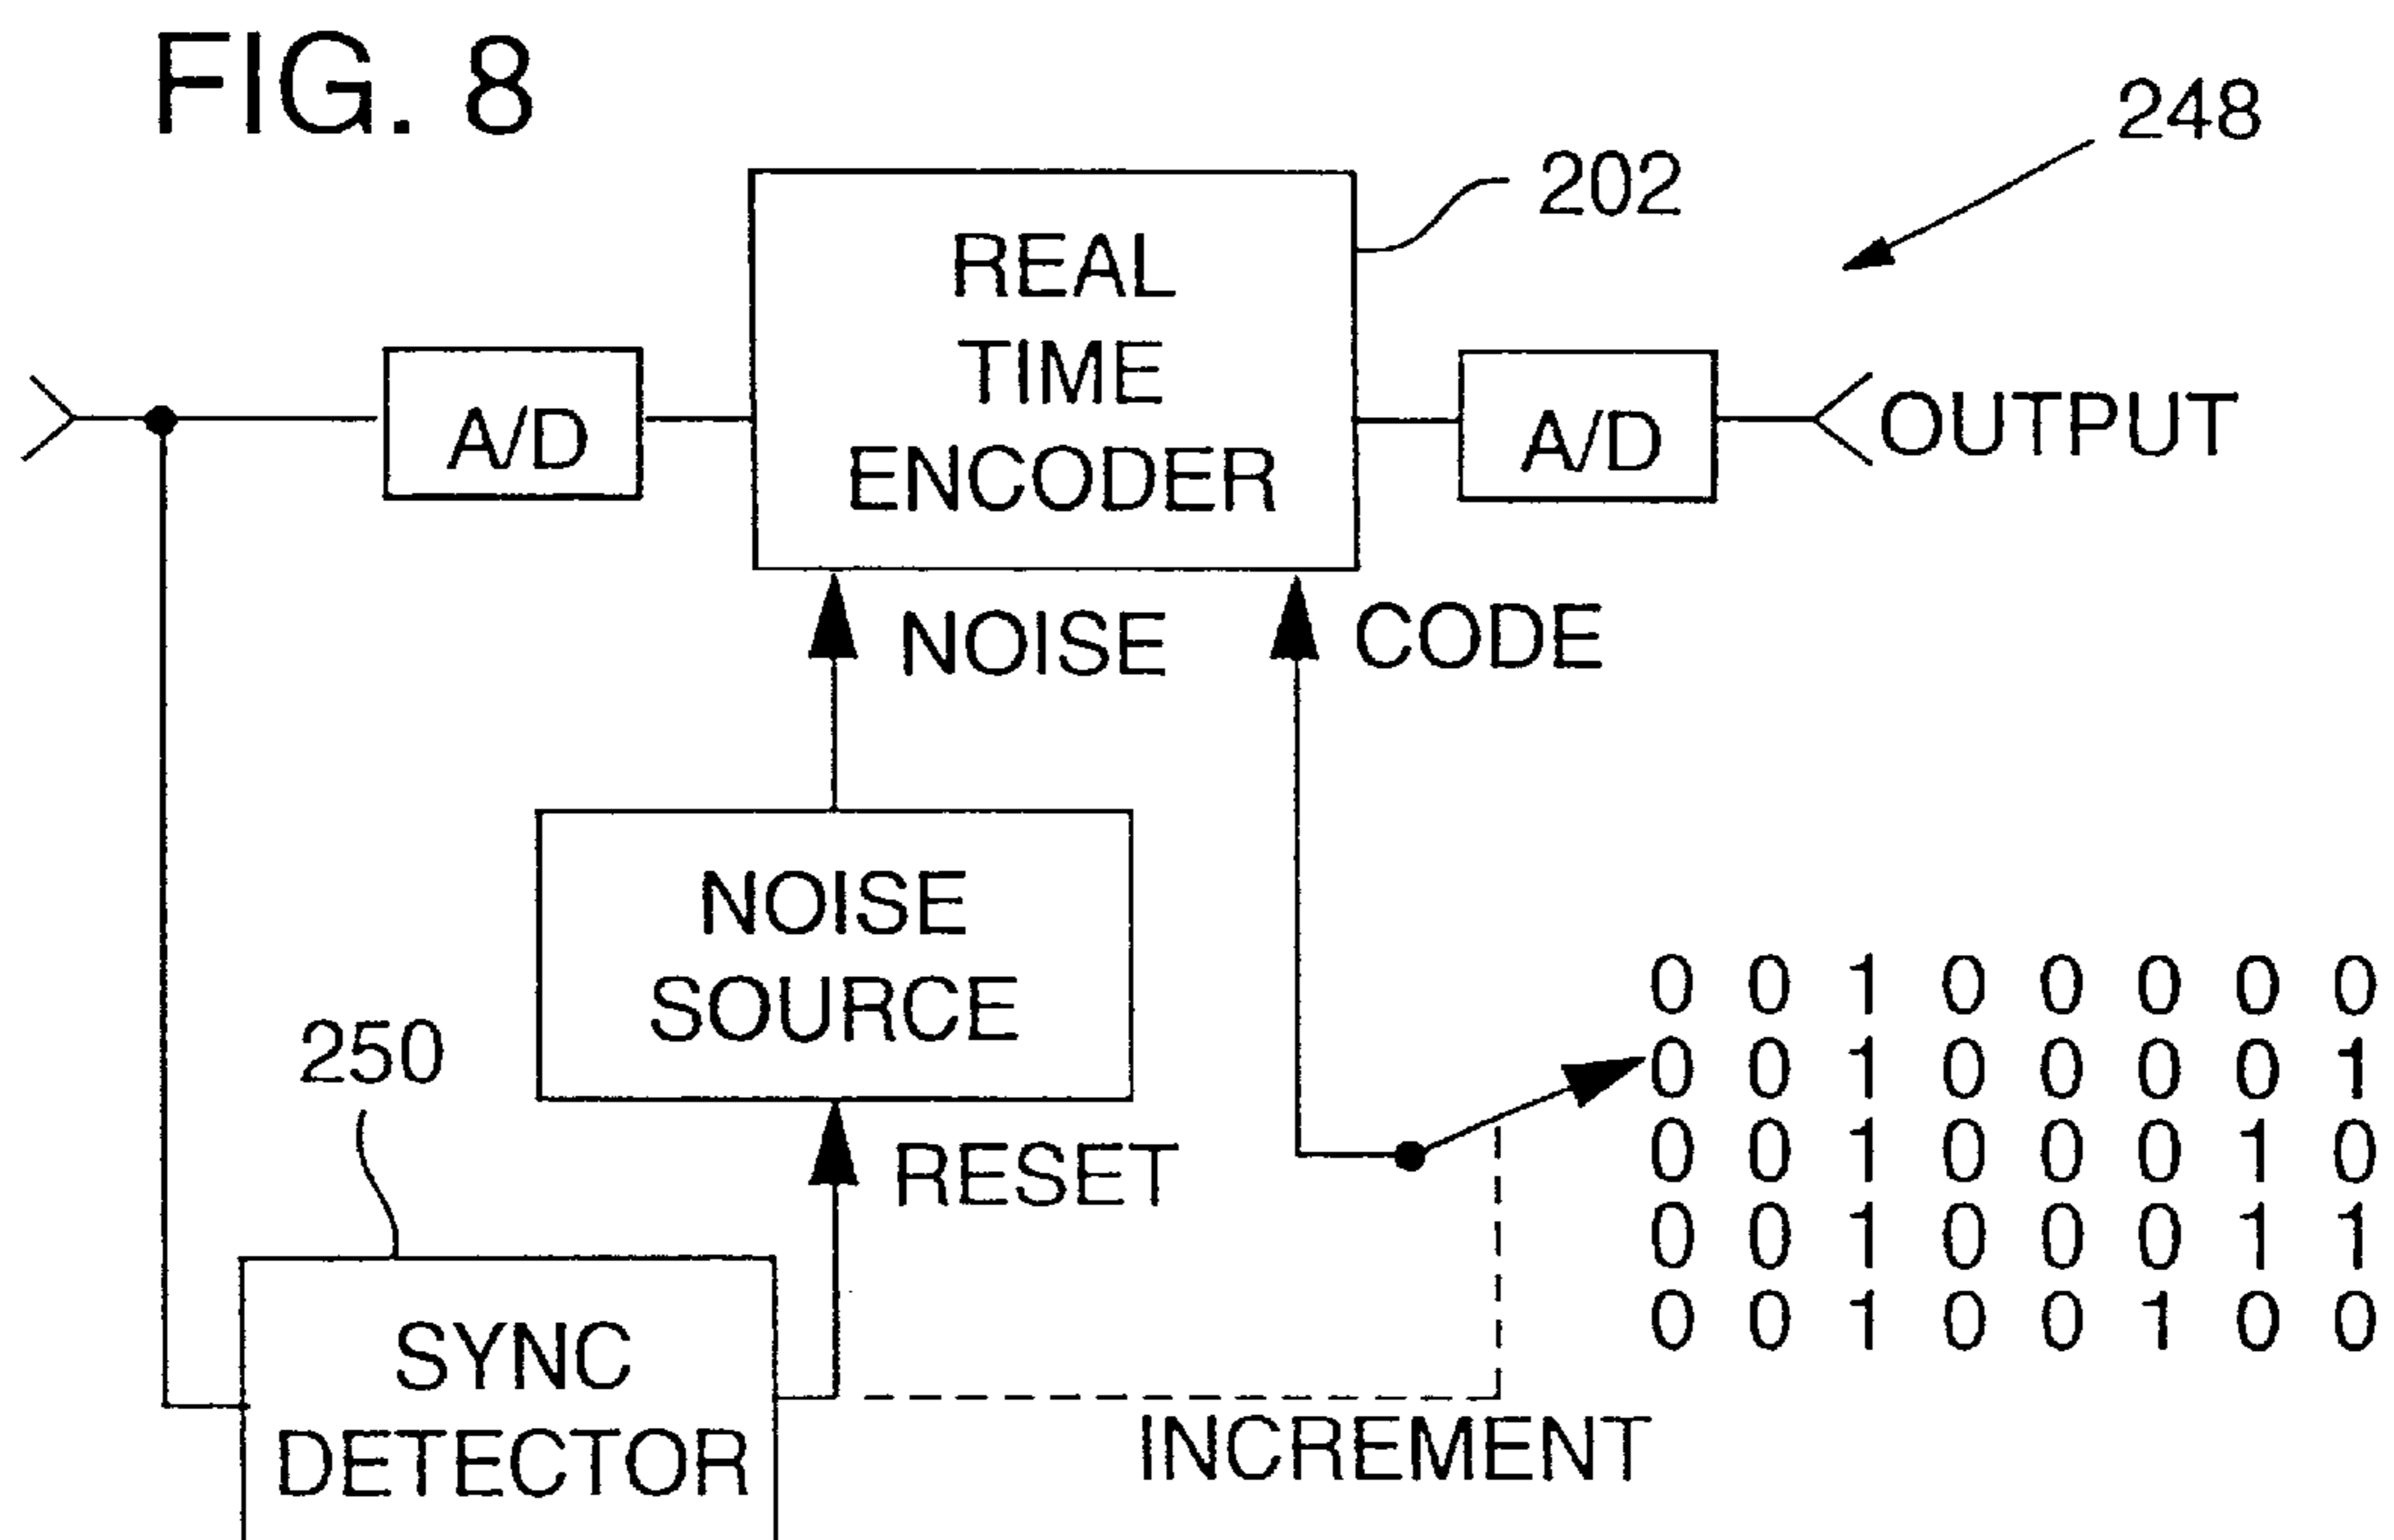 FIG. 8
248
202
REAL
TIME
ENCODER
A/D
A/D
OUTPUT
NOISE
CODE
NOISE
SOURCE
250
RESET
0 0 1 0 0 0 0 0
0 0 1 0 0 0 0 1
0 0 1 0 0 0 1 0
0 0 1 0 0 0 1 1
0 0 1 0 0 1 0 0
SYNC
DETECTOR
INCREMENT